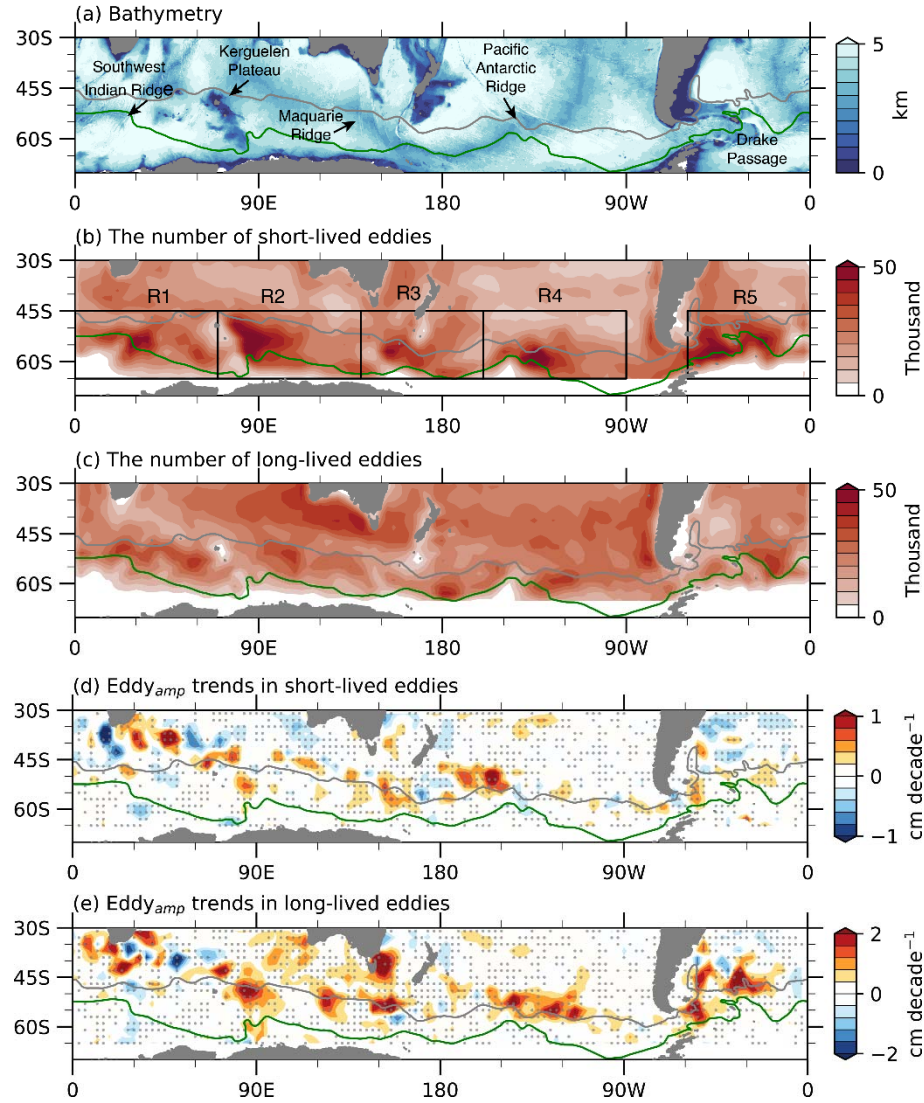 (a) Bathymetry
30S
45S
60S
Southwest
Indian Ridge
Kerguelen
Plateau
Maquarie
Ridge
Pacific
Antarctic
Ridge
Drake
Passage
0
90E
180
90W
0
5
0
km
(b) The number of short-lived eddies
30S
45S
60S
R1
R2
R3
R4
R5
0
90E
180
90W
0
50
0
Thousand
(c) The number of long-lived eddies
30S
45S
60S
0
90E
180
90W
0
50
0
Thousand
(d) Eddyamp trends in short-lived eddies
30S
45S
60S
0
90E
180
90W
0
1
0
−1
cm decade−1
(e) Eddyamp trends in long-lived eddies
30S
45S
60S
0
90E
180
90W
0
2
0
−2
cm decade−1